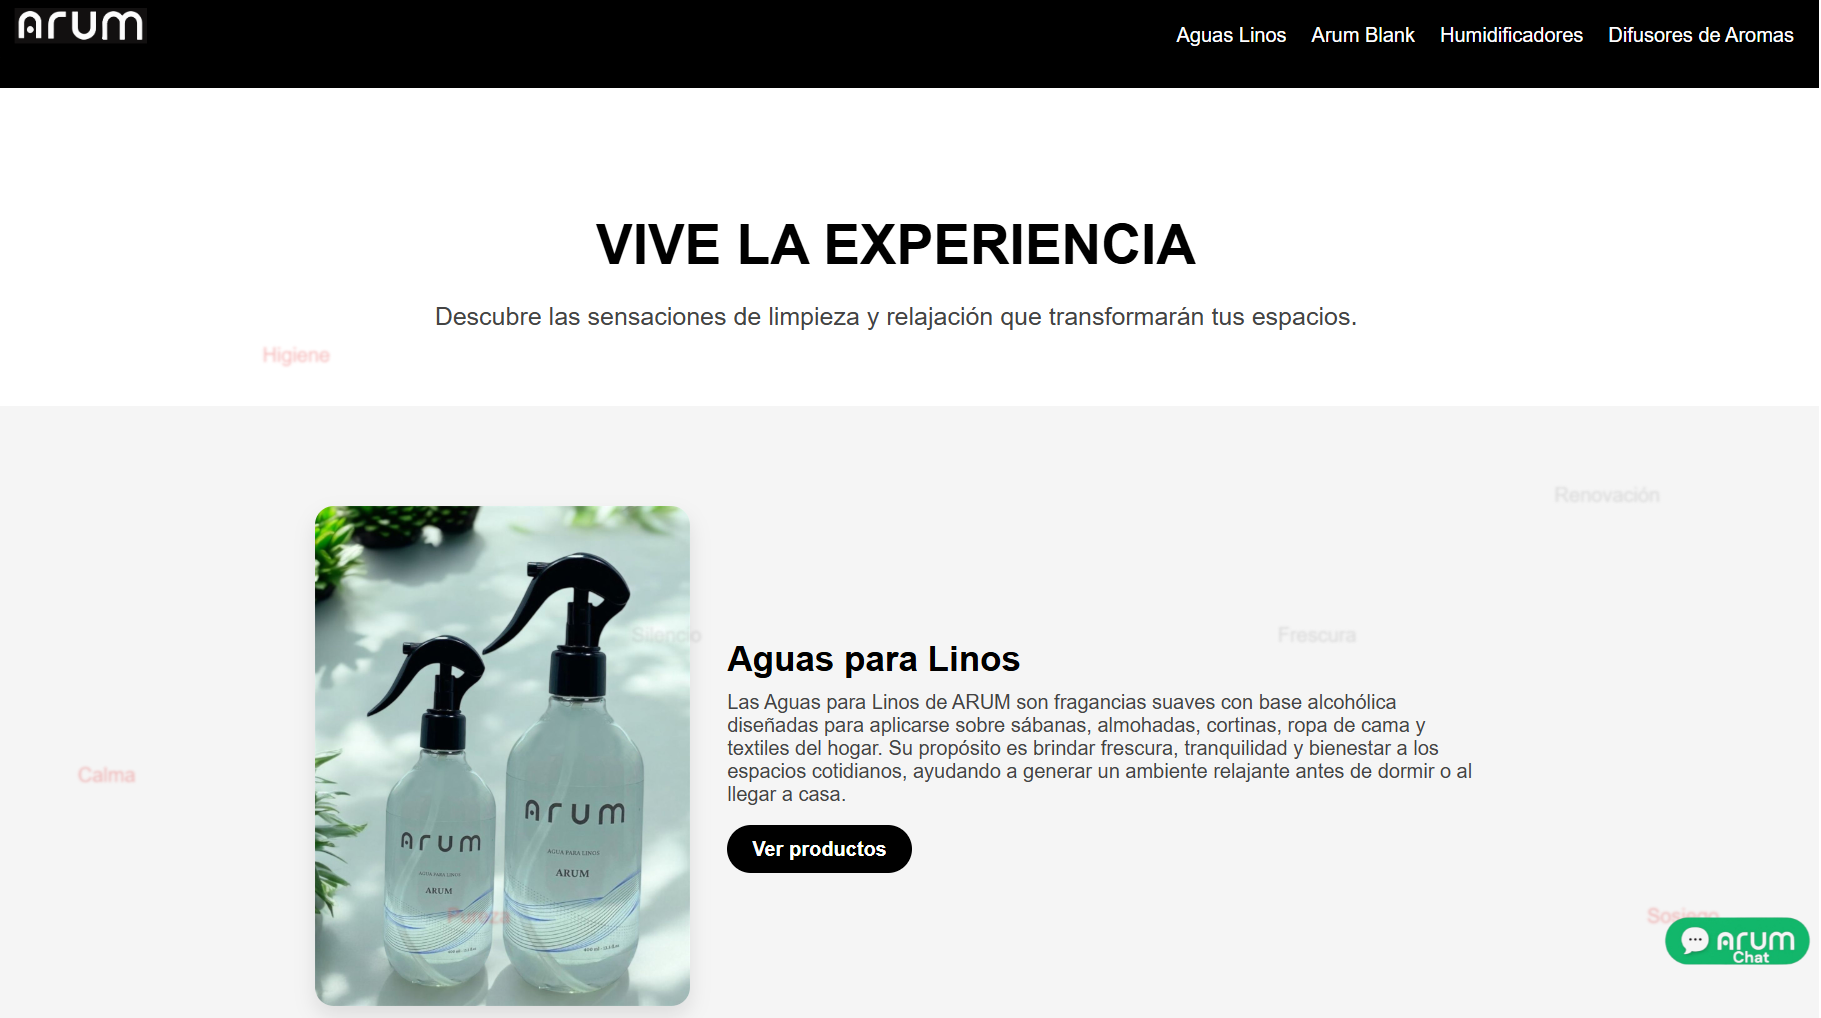 arum
Aguas Linos Arum Blank Humidificadores Difusores de Aromas
VIVE LA EXPERIENCIA
Descubre las sensaciones de limpieza y relajación que transformarán tus espacios.
Higiene
Renovación
Silencio
Frescura
Aguas para Linos
Las Aguas para Linos de ARUM son fragancias suaves con base alcohólica
diseñadas para aplicarse sobre sábanas, almohadas, cortinas, ropa de cama y
textiles del hogar. Su propósito es brindar frescura, tranquilidad y bienestar a los
espacios cotidianos, ayudando a generar un ambiente relajante antes de dormir o al
llegar a casa.
Ver productos
Calma
arum
AGUA PARA LINOS
ARUM
arum
AGUA PARA LINOS
ARUM
Pureza
Sosiego
arum
Chat